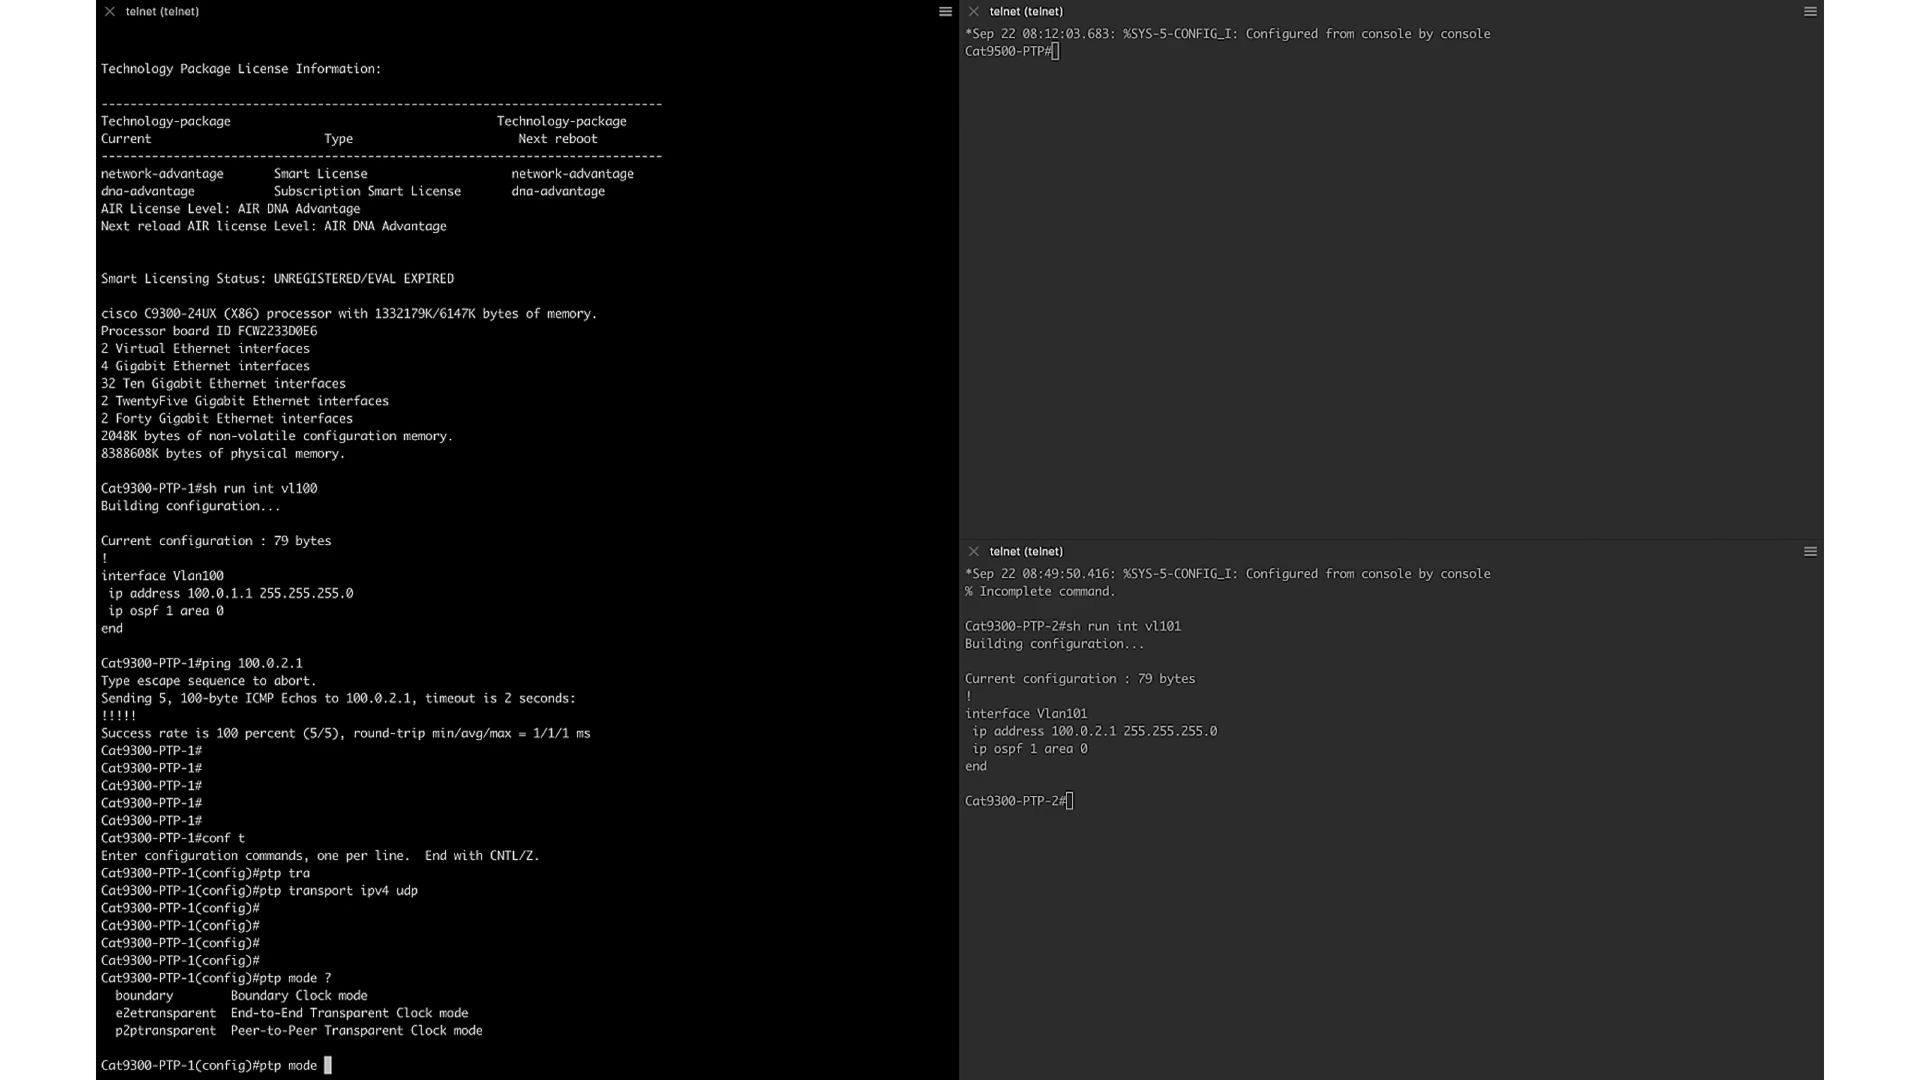 telnet (telnet)
Technology Package License Information:
------------------------------------------------------------------------------
Technology-package                                     Technology-package
Current                        Type                       Next reboot
------------------------------------------------------------------------------
network-advantage       Smart License                    network-advantage
dna-advantage           Subscription Smart License       dna-advantage
AIR License Level: AIR DNA Advantage
Next reload AIR license Level: AIR DNA Advantage
Smart Licensing Status: UNREGISTERED/EVAL EXPIRED
cisco C9300-24UX (X86) processor with 1332179K/6147K bytes of memory.
Processor board ID FCW2233D0E6
2 Virtual Ethernet interfaces
4 Gigabit Ethernet interfaces
32 Ten Gigabit Ethernet interfaces
2 TwentyFive Gigabit Ethernet interfaces
2 Forty Gigabit Ethernet interfaces
2048K bytes of non-volatile configuration memory.
8388608K bytes of physical memory.
Cat9300-PTP-1#sh run int vl100
Building configuration...
Current configuration : 79 bytes
!
interface Vlan100
 ip address 100.0.1.1 255.255.255.0
 ip ospf 1 area 0
end
Cat9300-PTP-1#ping 100.0.2.1
Type escape sequence to abort.
Sending 5, 100-byte ICMP Echos to 100.0.2.1, timeout is 2 seconds:
!!!!!
Success rate is 100 percent (5/5), round-trip min/avg/max = 1/1/1 ms
Cat9300-PTP-1#
Cat9300-PTP-1#
Cat9300-PTP-1#
Cat9300-PTP-1#
Cat9300-PTP-1#
Cat9300-PTP-1#conf t
Enter configuration commands, one per line.  End with CNTL/Z.
Cat9300-PTP-1(config)#ptp tra
Cat9300-PTP-1(config)#ptp transport ipv4 udp
Cat9300-PTP-1(config)#
Cat9300-PTP-1(config)#
Cat9300-PTP-1(config)#
Cat9300-PTP-1(config)#
Cat9300-PTP-1(config)#ptp mode ?
  boundary        Boundary Clock mode
  e2etransparent  End-to-End Transparent Clock mode
  p2ptransparent  Peer-to-Peer Transparent Clock mode
Cat9300-PTP-1(config)#ptp mode
telnet (telnet)
*Sep 22 08:12:03.683: %SYS-5-CONFIG_I: Configured from console by console
Cat9500-PTP#
telnet (telnet)
*Sep 22 08:49:50.416: %SYS-5-CONFIG_I: Configured from console by console
% Incomplete command.
Cat9300-PTP-2#sh run int vl101
Building configuration...
Current configuration : 79 bytes
!
interface Vlan101
 ip address 100.0.2.1 255.255.255.0
 ip ospf 1 area 0
end
Cat9300-PTP-2#